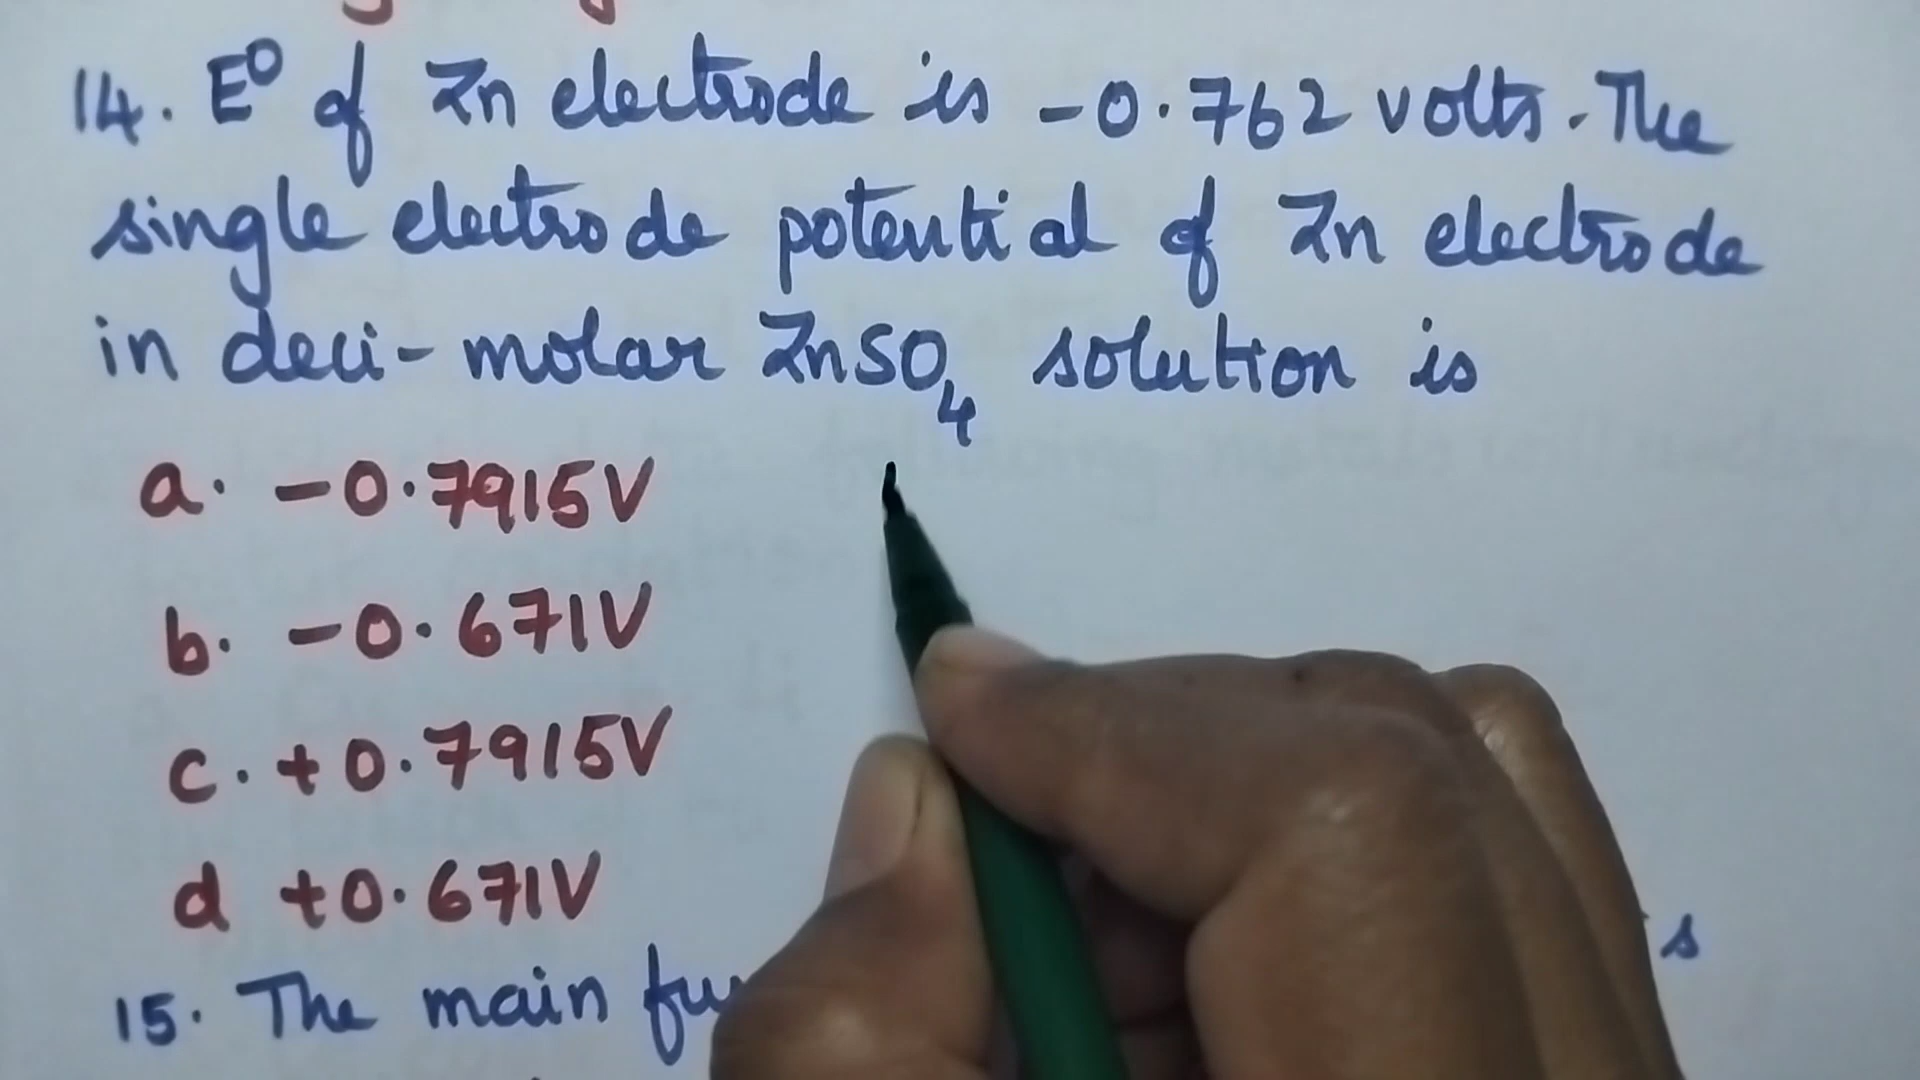 14. E⁰ of Zn electrode is -0.762 volts. The
single electrode potential of Zn electrode
in deci-molar ZnSO₄ solution is
a. -0.7915V
b. -0.671V
c. +0.7915V
d +0.671V
15. The main